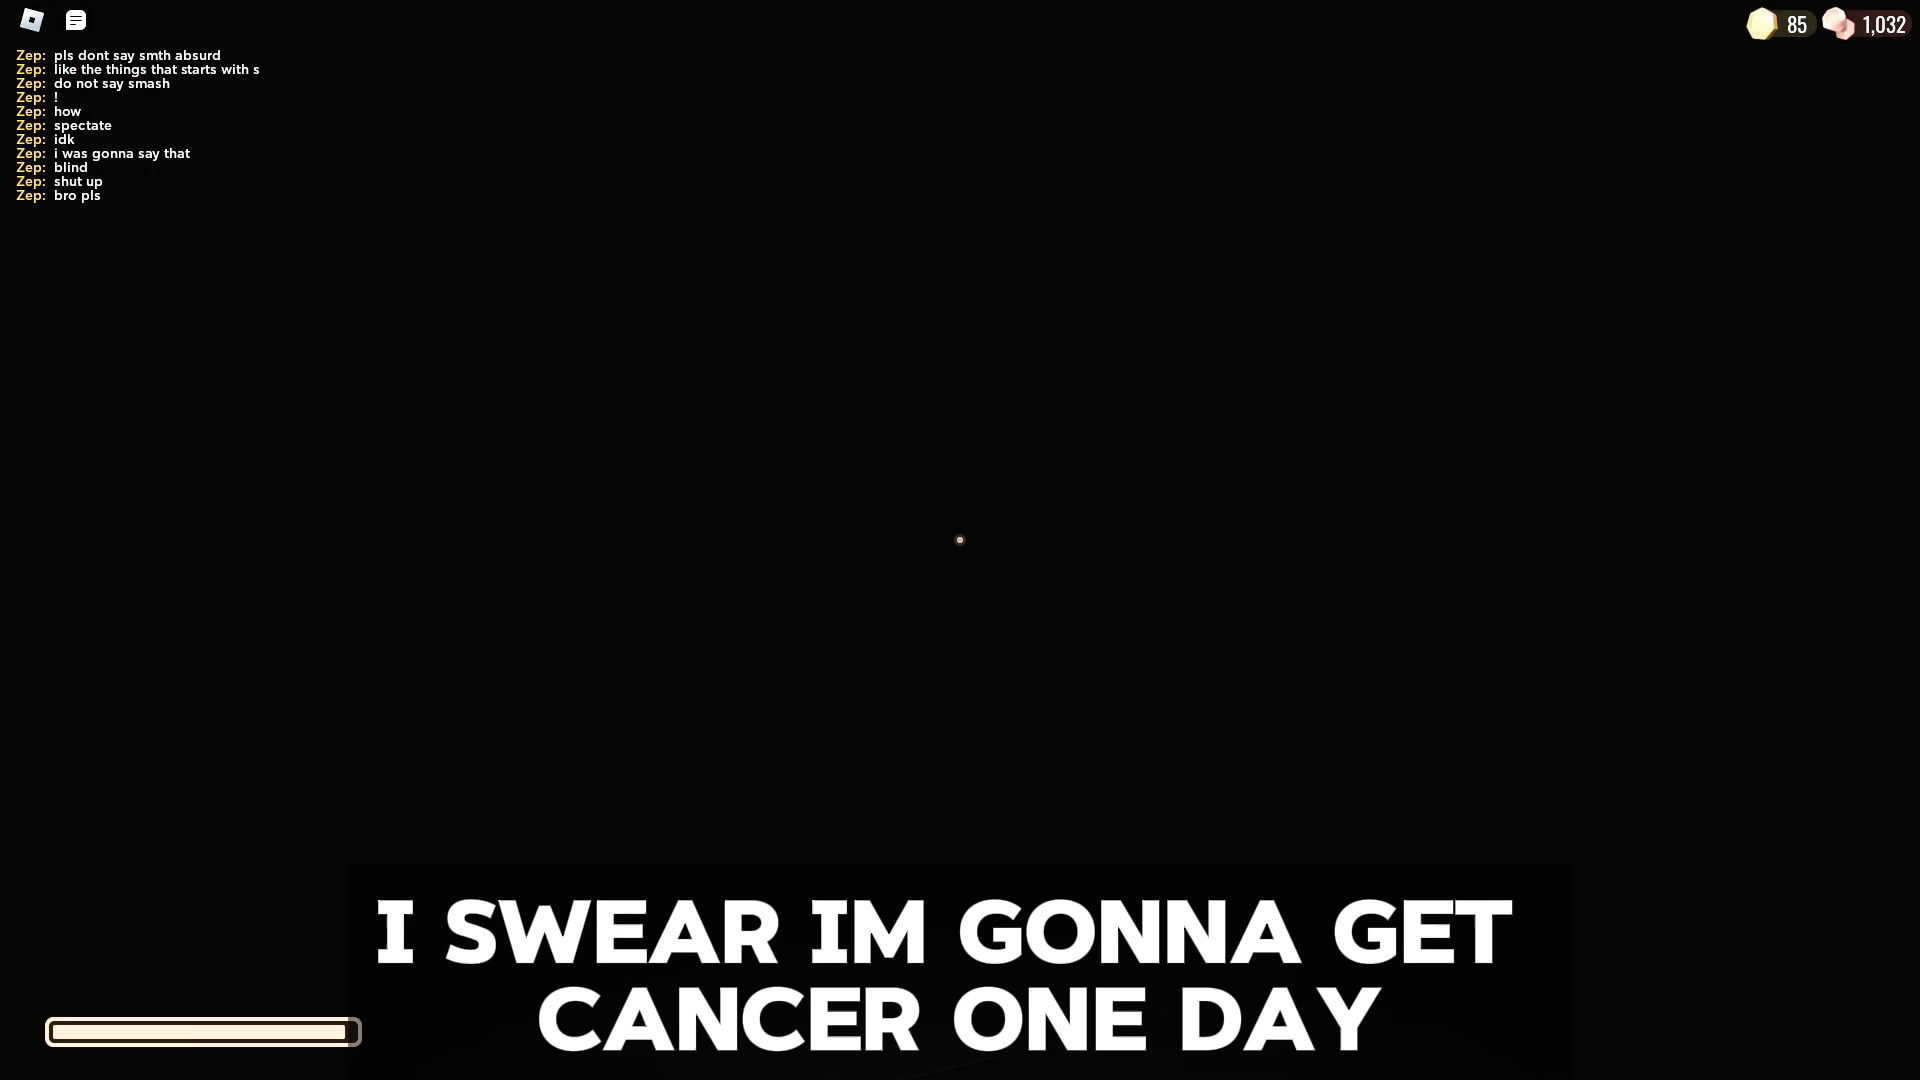 85
1,032
Zep: pls dont say smth absurd
Zep: like the things that starts with s
Zep: do not say smash
Zep: !
Zep: how
Zep: spectate
Zep: idk
Zep: i was gonna say that
Zep: blind
Zep: shut up
Zep: bro pls
I SWEAR IM GONNA GET
CANCER ONE DAY